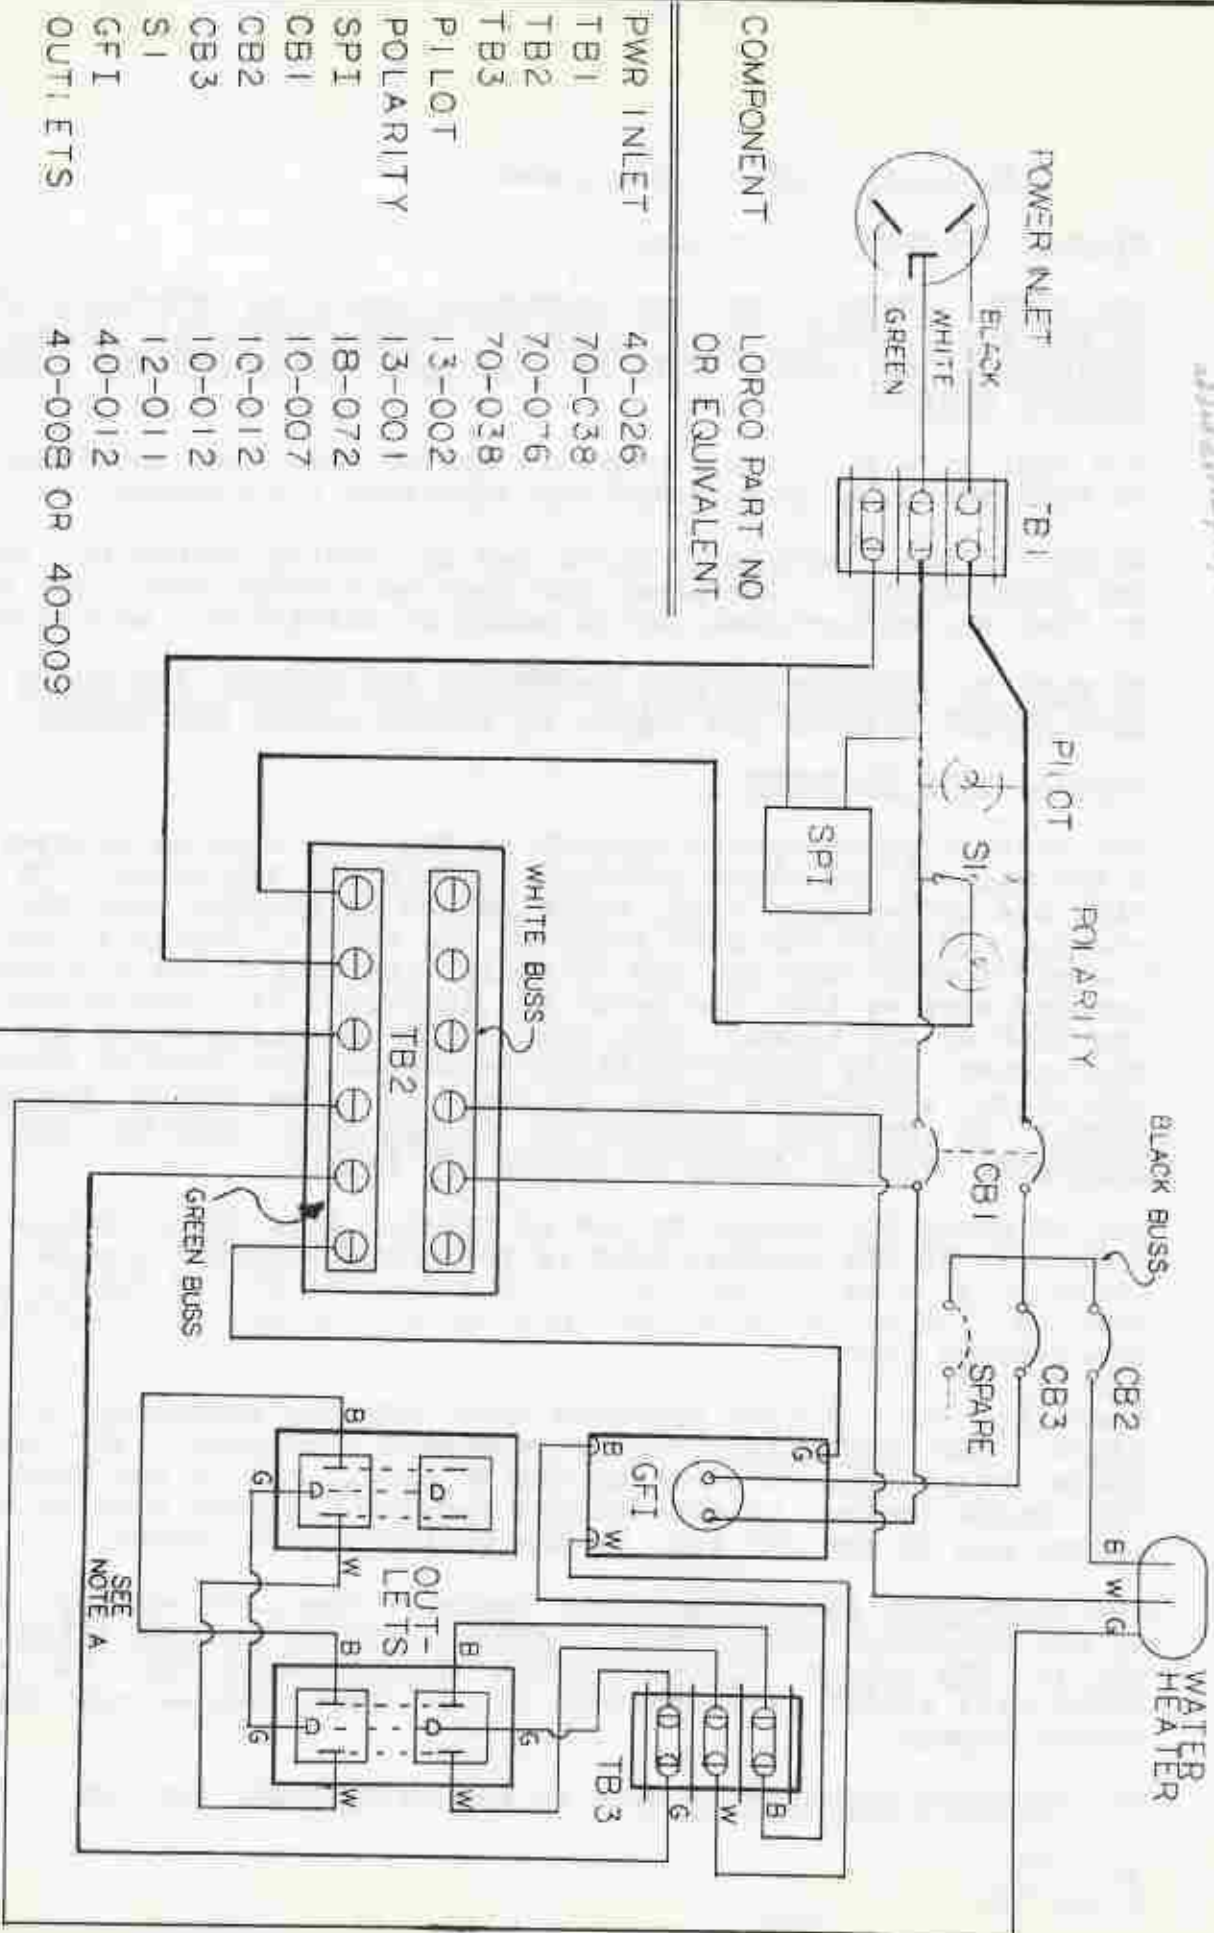 POWER INLET
BLACK
WHITE
GREEN
TB1
PILOT
S1
POLARITY
SPI
CB1
BLACK BUSS
CB2
CB3
SPARE
B
W
G
WATER
HEATER
WHITE BUSS
TB2
GREEN BUSS
G
GFI
B
W
B
W
G
TB3
OUT-
LETS
B
G
W
B
W
G
B
G
W
SEE
NOTE A
COMPONENT LORCO PART NO
OR EQUIVALENT
PWR INLET 40-026
TB1 70-038
TB2 70-076
TB3 70-038
PILOT 13-002
POLARITY 13-001
SPI 18-072
CB1 10-007
CB2 10-012
CB3 10-012
S1 12-011
GFI 40-012
OUTLETS 40-008 OR 40-009